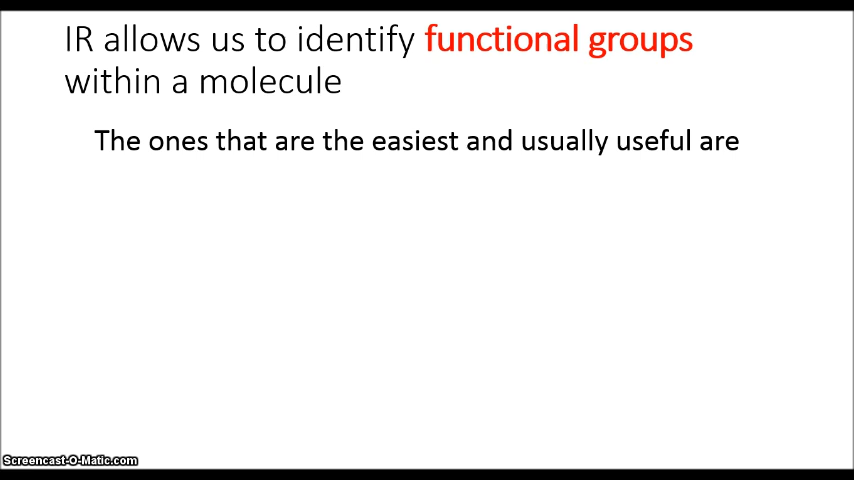 IR allows us to identify functional groups
within a molecule
The ones that are the easiest and usually useful are
Screencast-O-Matic.com